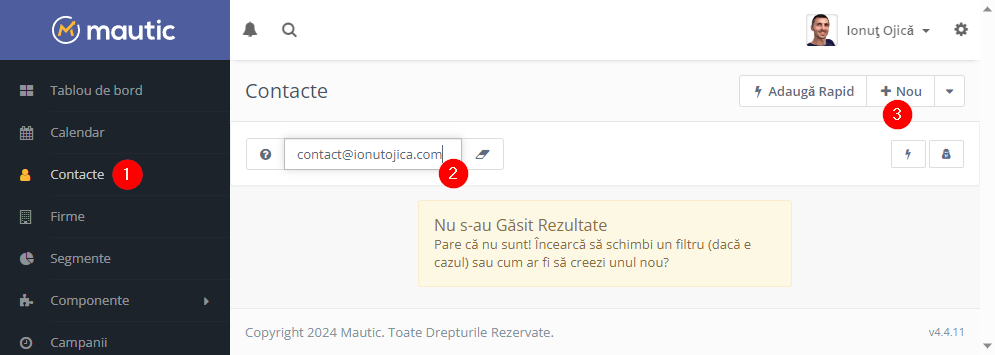 mautic
Ionuț Ojică
Tablou de bord
Calendar
Contacte 1
Firme
Segmente
Componente
Campanii
Contacte
Adaugă Rapid
Nou
3
contact@ionutojica.com
2
Nu s-au Găsit Rezultate
Pare că nu sunt! Încearcă să schimbi un filtru (dacă e
cazul) sau cum ar fi să creezi unul nou?
Copyright 2024 Mautic. Toate Drepturile Rezervate.
v4.4.11